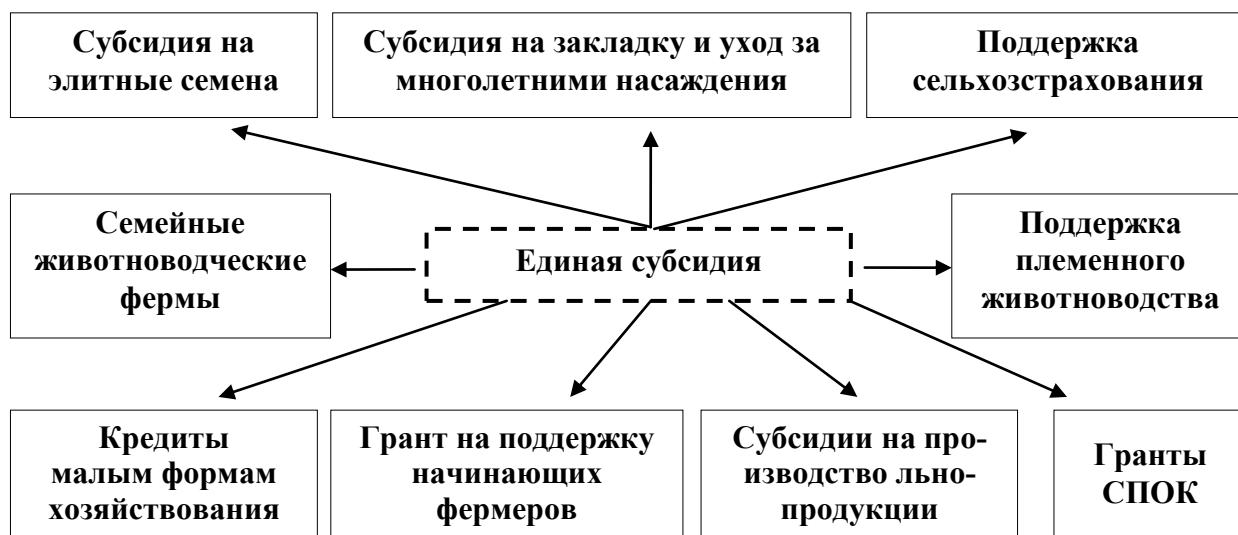 Субсидия на
элитные семена
Субсидия на закладку и уход за
многолетними насаждения
Поддержка
сельхозстрахования
Семейные
животноводческие
фермы
Единая субсидия
Поддержка
племенного
животноводства
Кредиты
малым формам
хозяйствования
Грант на поддержку
начинающих
фермеров
Субсидии на про-
изводство льно-
продукции
Гранты
СПОК